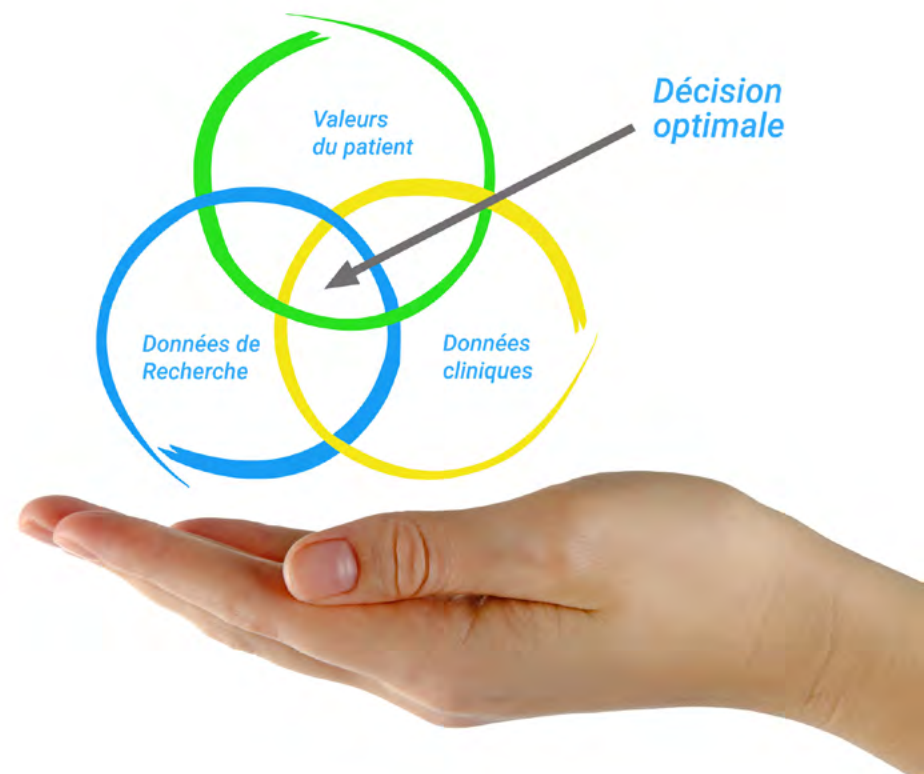 Décision
optimale
Valeurs
du patient
Données de
Recherche
Données
cliniques